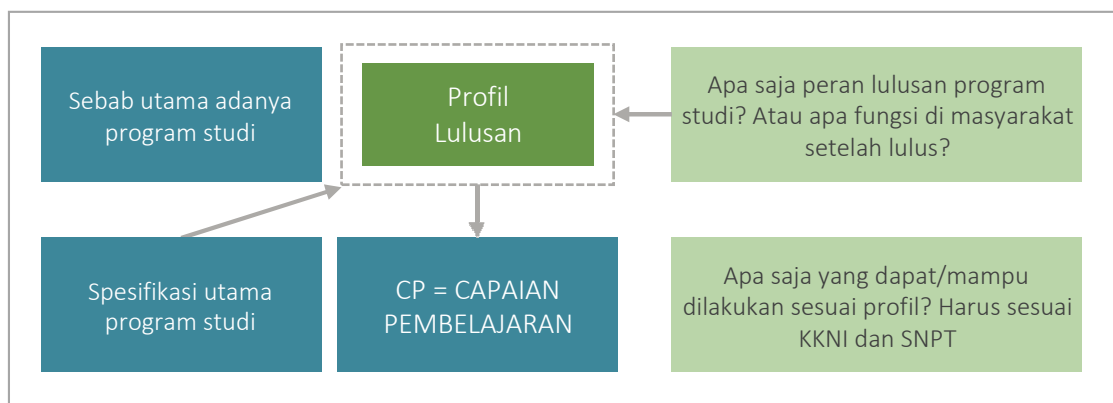 Sebab utama adanya
program studi
Profil
Lulusan
Apa saja peran lulusan program
studi? Atau apa fungsi di masyarakat
setelah lulus?
Spesifikasi utama
program studi
CP = CAPAIAN
PEMBELAJARAN
Apa saja yang dapat/mampu
dilakukan sesuai profil? Harus sesuai
KKNI dan SNPT